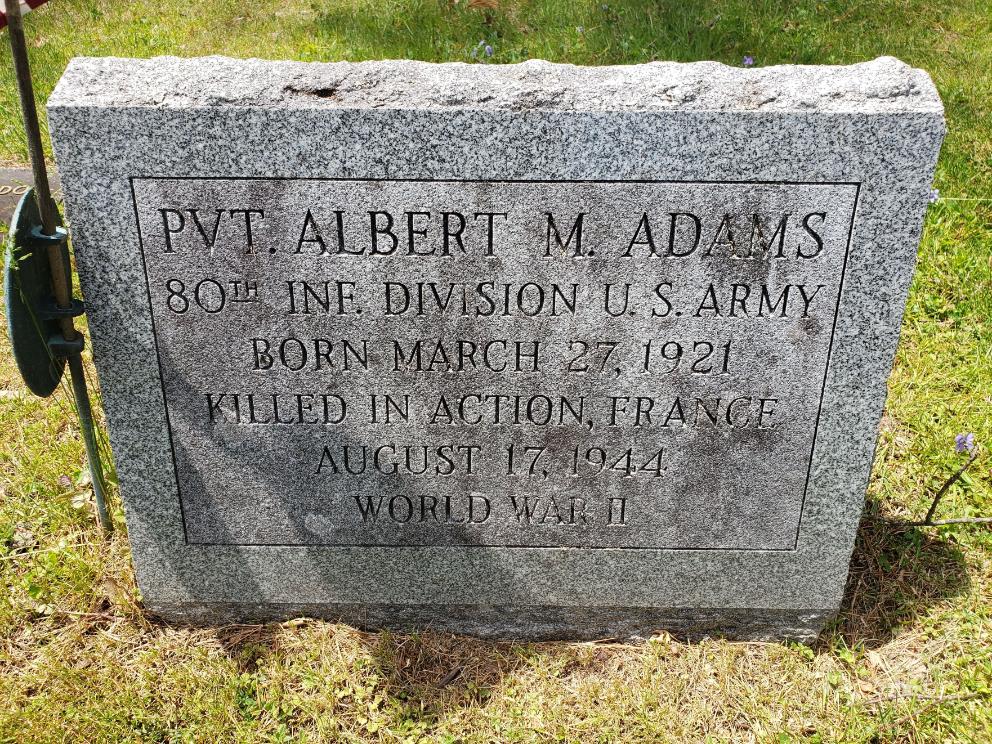 PVT. ALBERT M. ADAMS
80TH INF. DIVISION U.S. ARMY
BORN MARCH 27, 1921
KILLED IN ACTION, FRANCE
AUGUST 17, 1944
WORLD WAR II